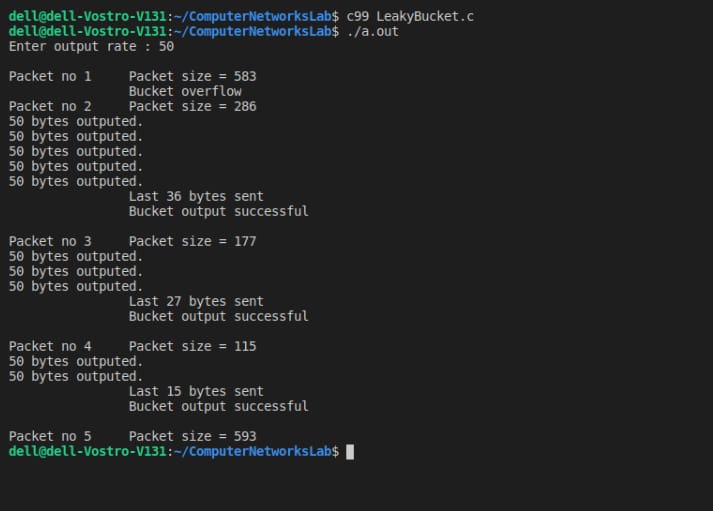 dell@dell-Vostro-V131:~/ComputerNetworksLab$ c99 LeakyBucket.c
dell@dell-Vostro-V131:~/ComputerNetworksLab$ ./a.out
Enter output rate : 50
Packet no 1     Packet size = 583
                Bucket overflow
Packet no 2     Packet size = 286
50 bytes outputed.
50 bytes outputed.
50 bytes outputed.
50 bytes outputed.
50 bytes outputed.
                Last 36 bytes sent
                Bucket output successful
Packet no 3     Packet size = 177
50 bytes outputed.
50 bytes outputed.
50 bytes outputed.
                Last 27 bytes sent
                Bucket output successful
Packet no 4     Packet size = 115
50 bytes outputed.
50 bytes outputed.
                Last 15 bytes sent
                Bucket output successful
Packet no 5     Packet size = 593
dell@dell-Vostro-V131:~/ComputerNetworksLab$